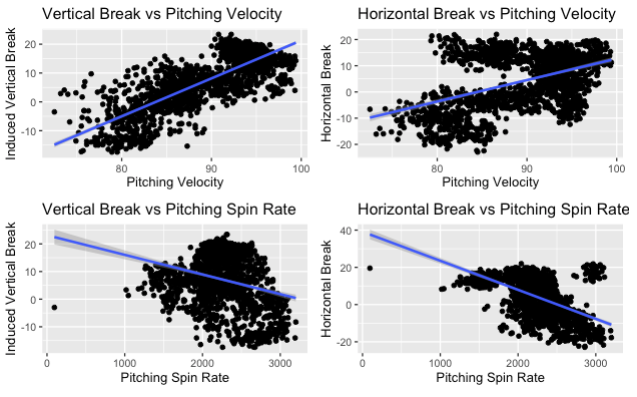 Vertical Break vs Pitching Velocity
Induced Vertical Break
20
10
0
-10
80
90
100
Pitching Velocity
Horizontal Break vs Pitching Velocity
Horizontal Break
20
10
0
-10
-20
80
90
100
Pitching Velocity
Vertical Break vs Pitching Spin Rate
Induced Vertical Break
20
10
0
-10
0
1000
2000
3000
Pitching Spin Rate
Horizontal Break vs Pitching Spin Rate
Horizontal Break
40
20
0
-20
0
1000
2000
3000
Pitching Spin Rate